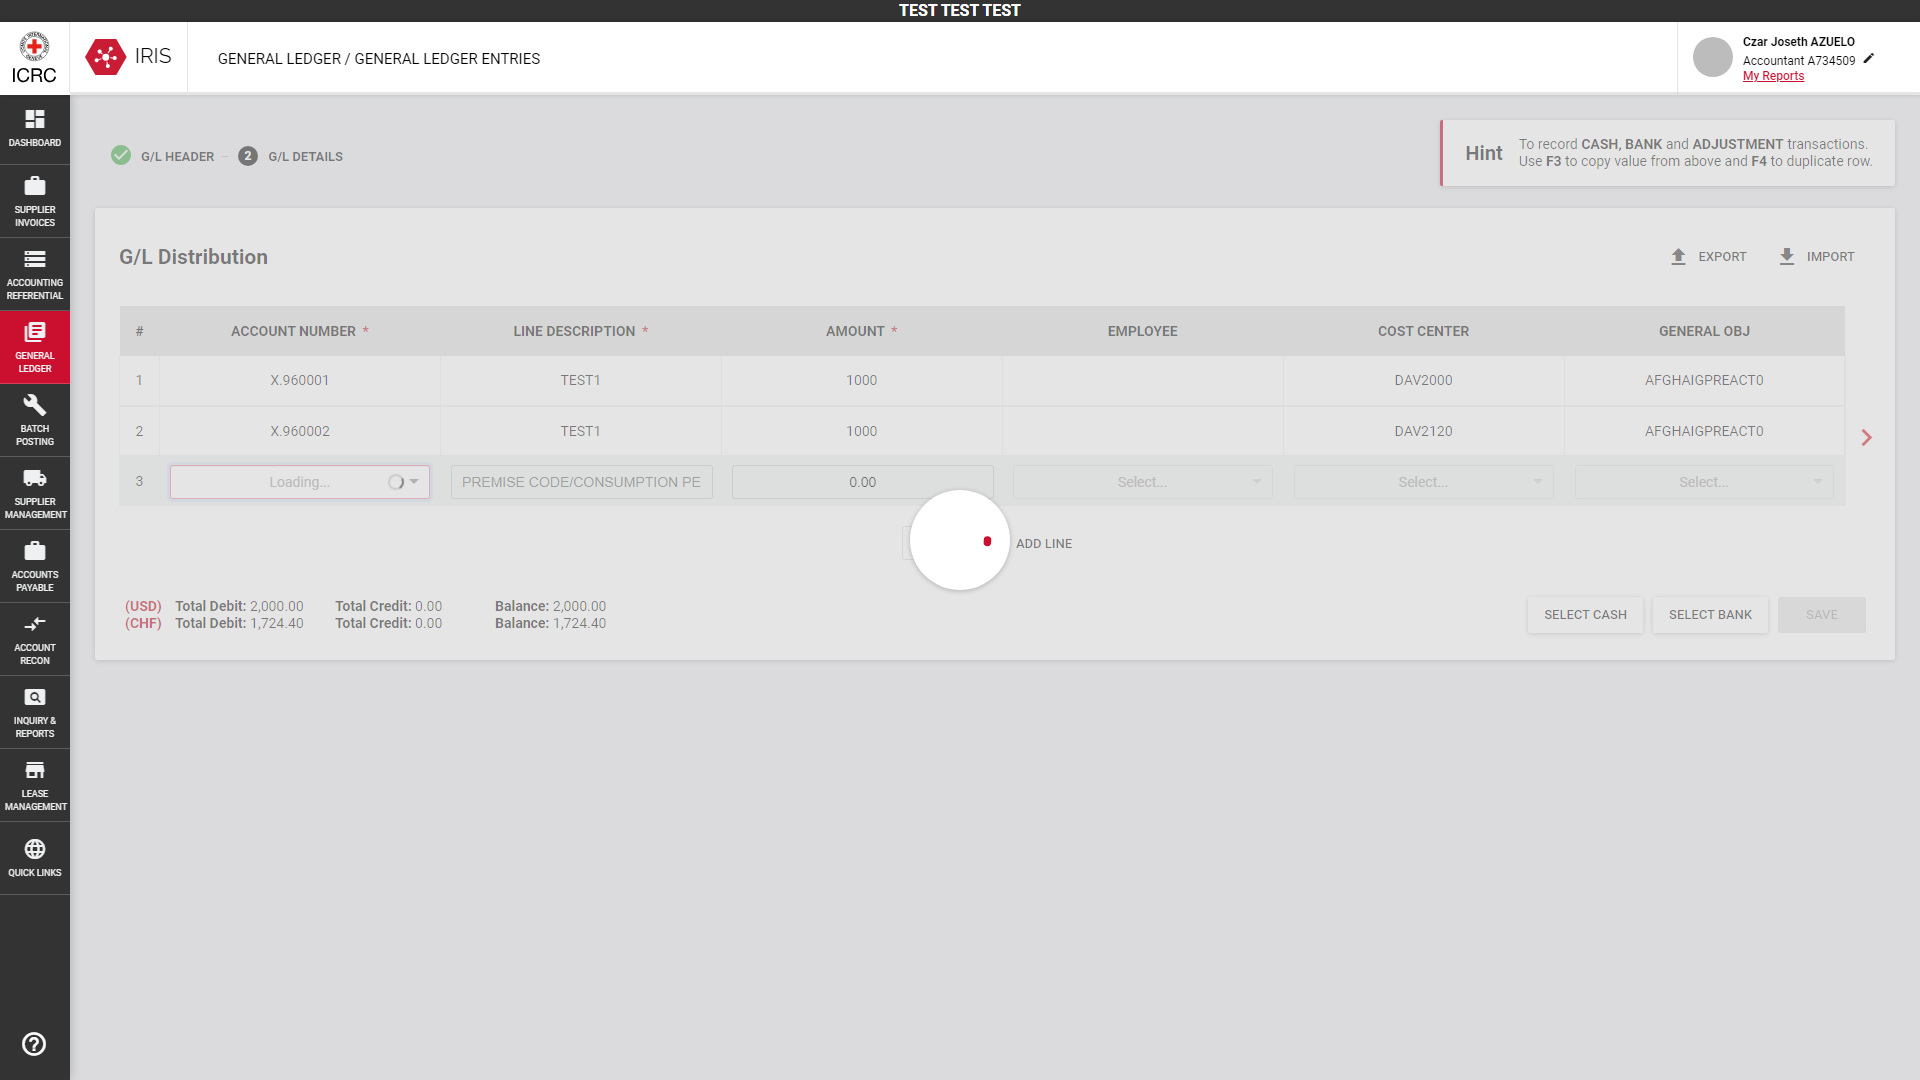 TEST TEST TEST
ICRC
IRIS
GENERAL LEDGER / GENERAL LEDGER ENTRIES
Czar Joseth AZUELO
Accountant A734509
My Reports
DASHBOARD
SUPPLIER
INVOICES
ACCOUNTING
REFERENTIAL
GENERAL
LEDGER
BATCH
POSTING
SUPPLIER
MANAGEMENT
ACCOUNTS
PAYABLE
ACCOUNT
RECON
INQUIRY &
REPORTS
LEASE
MANAGEMENT
QUICK LINKS
G/L HEADER
2 G/L DETAILS
Hint
To record CASH, BANK and ADJUSTMENT transactions.
Use F3 to copy value from above and F4 to duplicate row.
G/L Distribution
EXPORT IMPORT
# ACCOUNT NUMBER * LINE DESCRIPTION * AMOUNT * EMPLOYEE COST CENTER GENERAL OBJ
1 X.960001 TEST1 1000 DAV2000 AFGHAIGPREACT0
2 X.960002 TEST1 1000 DAV2120 AFGHAIGPREACT0
3 Loading... PREMISE CODE/CONSUMPTION PE 0.00 Select... Select... Select...
ADD LINE
(USD) Total Debit: 2,000.00 Total Credit: 0.00 Balance: 2,000.00
(CHF) Total Debit: 1,724.40 Total Credit: 0.00 Balance: 1,724.40
SELECT CASH SELECT BANK SAVE